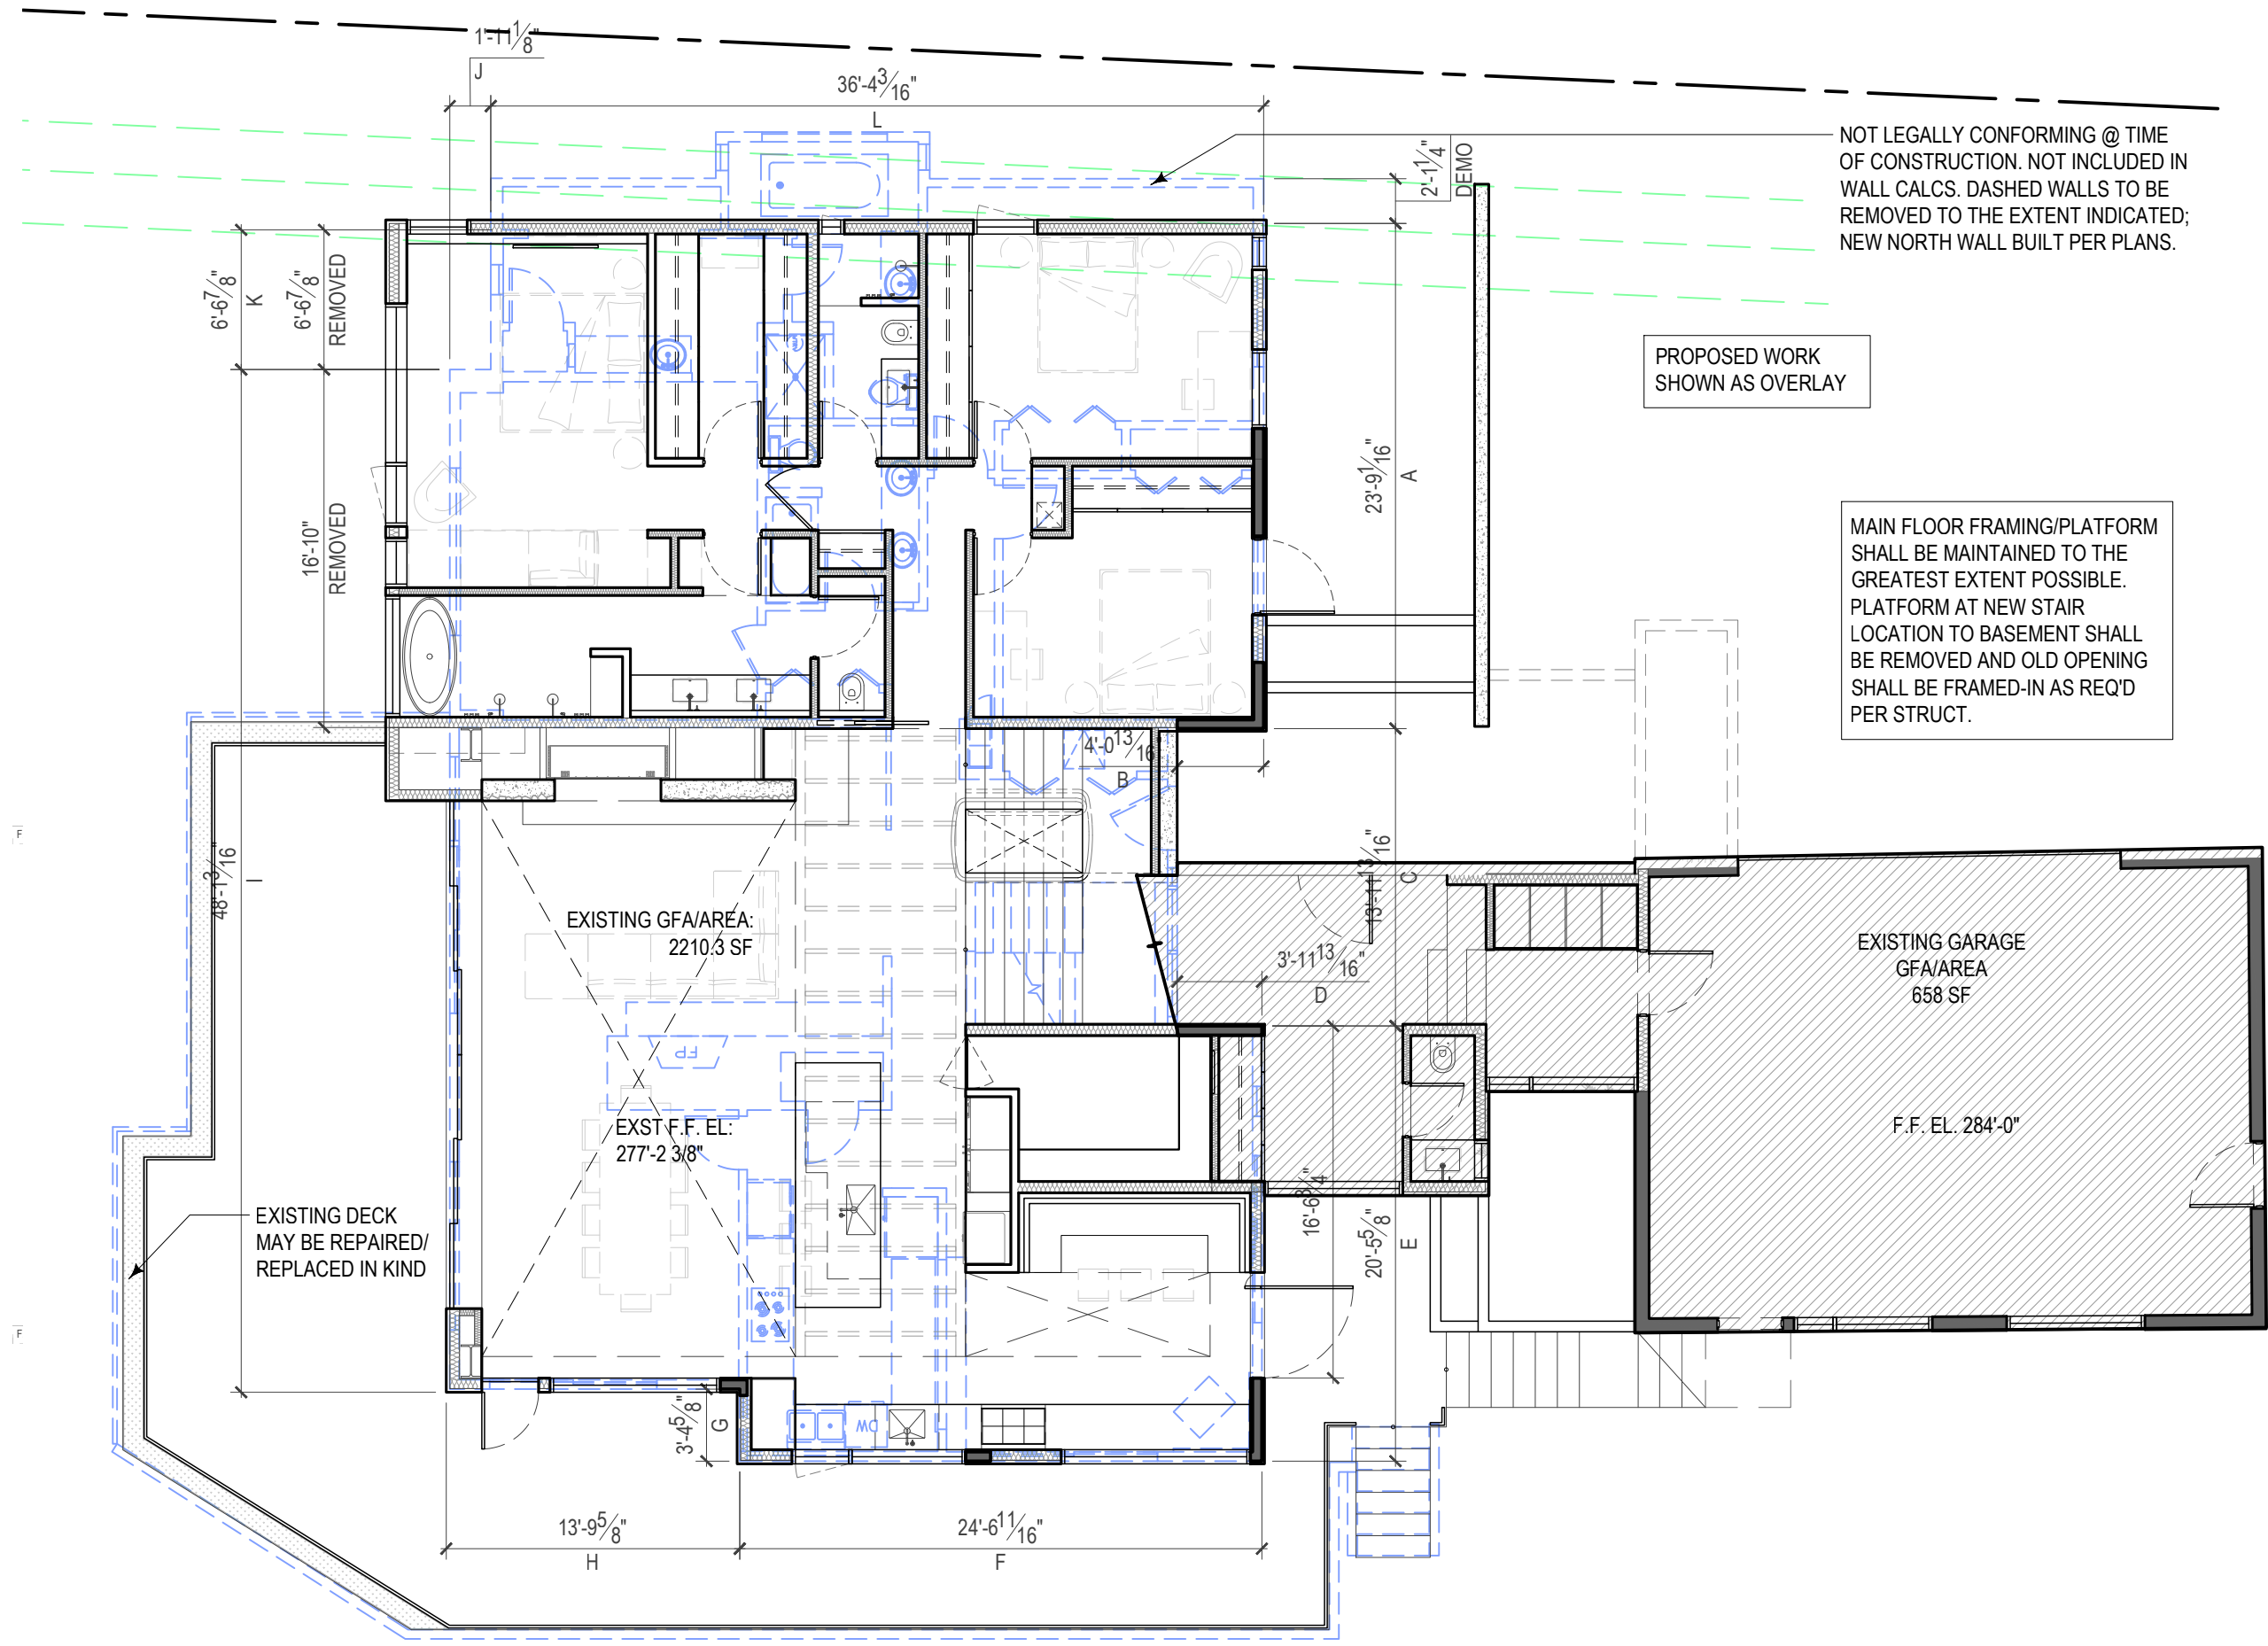 1'-11 1/8"
J
36'-4 3/16"
L
2'-1 1/4"
DEMO
NOT LEGALLY CONFORMING @ TIME
OF CONSTRUCTION. NOT INCLUDED IN
WALL CALCS. DASHED WALLS TO BE
REMOVED TO THE EXTENT INDICATED;
NEW NORTH WALL BUILT PER PLANS.
6'-6 7/8"
K
6'-6 7/8"
REMOVED
PROPOSED WORK
SHOWN AS OVERLAY
23'-9 1/16"
A
16'-10"
REMOVED
MAIN FLOOR FRAMING/PLATFORM
SHALL BE MAINTAINED TO THE
GREATEST EXTENT POSSIBLE.
PLATFORM AT NEW STAIR
LOCATION TO BASEMENT SHALL
BE REMOVED AND OLD OPENING
SHALL BE FRAMED-IN AS REQ'D
PER STRUCT.
4'-0 13/16
B
F
48'-1 3/16"
I
13'-11 13/16"
C
EXISTING GFA/AREA:
2210.3 SF
3'-11 13/16"
D
EXISTING GARAGE
GFA/AREA
658 SF
FP
EXST F.F. EL:
277'-2 3/8"
F.F. EL. 284'-0"
16'-6 3/4"
20'-5 5/8"
E
EXISTING DECK
MAY BE REPAIRED/
REPLACED IN KIND
F
3'-4 5/8"
G
DW
13'-9 5/8"
H
24'-6 11/16"
F